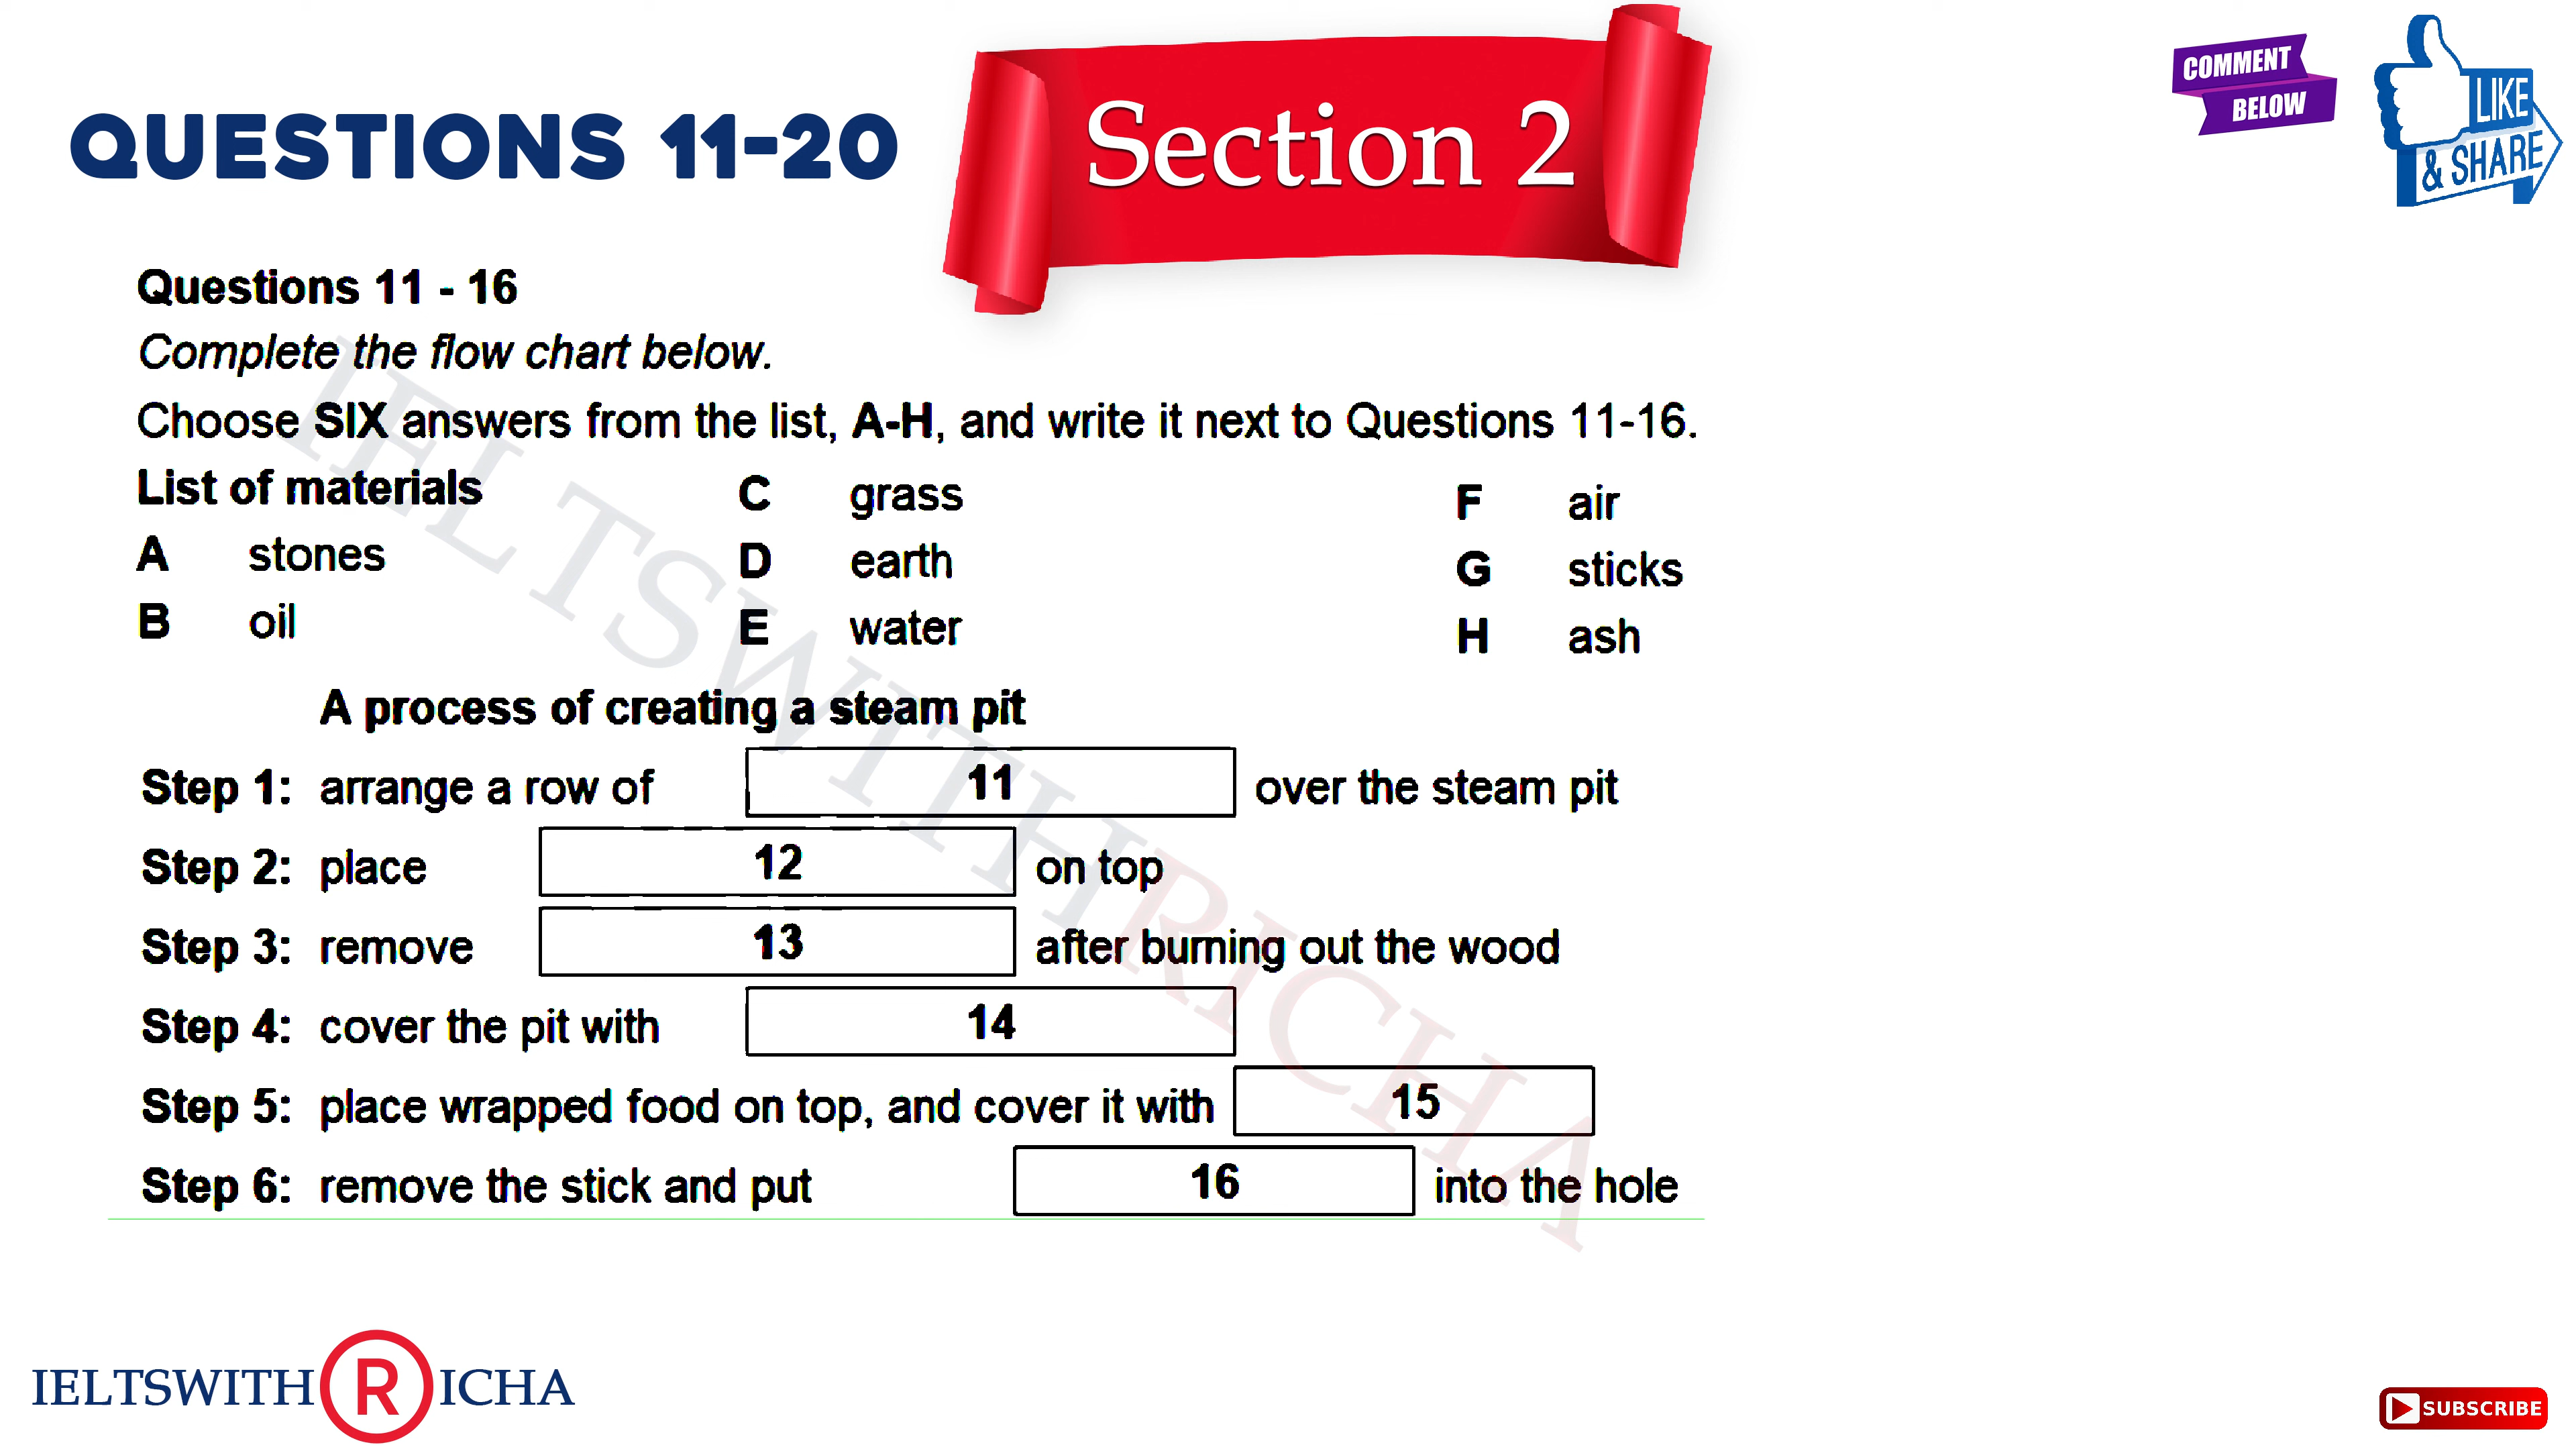 QUESTIONS 11-20
Section 2
COMMENT
BELOW
LIKE
& SHARE
Questions 11 - 16
Complete the flow chart below.
Choose SIX answers from the list, A-H, and write it next to Questions 11-16.
List of materials
A stones
B oil
C grass
D earth
E water
F air
G sticks
H ash
A process of creating a steam pit
Step 1: arrange a row of 11 over the steam pit
Step 2: place 12 on top
Step 3: remove 13 after burning out the wood
Step 4: cover the pit with 14
Step 5: place wrapped food on top, and cover it with 15
Step 6: remove the stick and put 16 into the hole
IELTSWITHRICHA
IELTSWITHRICHA
SUBSCRIBE